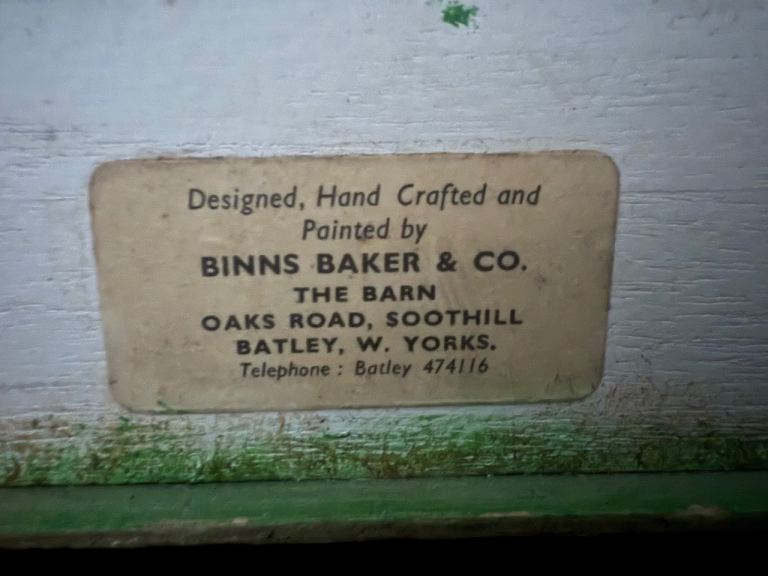 Designed, Hand Crafted and
Painted by
BINNS BAKER & CO.
THE BARN
OAKS ROAD, SOOTHILL
BATLEY, W. YORKS.
Telephone : Batley 474116